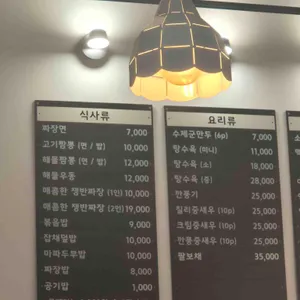 식사류
짜장면 7,000
고기짬뽕 (면 / 밥) 10,000
해물짬뽕 (면 / 밥) 12,000
해물우동 12,000
매콤한 쟁반짜장 (1인) 10,000
매콤한 쟁반짜장 (2인) 19,000
볶음밥 9,000
잡채덮밥 10,000
마파두부밥 10,000
짜장밥 8,000
공기밥 1,000
요리류
수제군만두 (6p) 7,000
탕수육 (미니) 11,000
탕수육 (소) 18,000
탕수육 (중) 28,000
깐풍기 25,000
칠리중새우 (10p) 25,000
크림중새우 (10p) 25,000
깐풍중새우 (10p) 25,000
팔보채 35,000